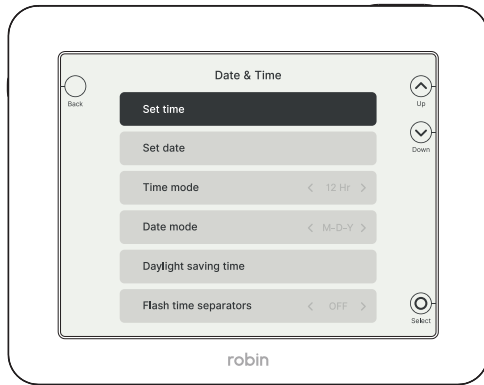 Date & Time
Back
Up
Down
Set time
Set date
Time mode
< 12 Hr >
Date mode
< M-D-Y >
Daylight saving time
Flash time separators
< OFF >
Select
robin